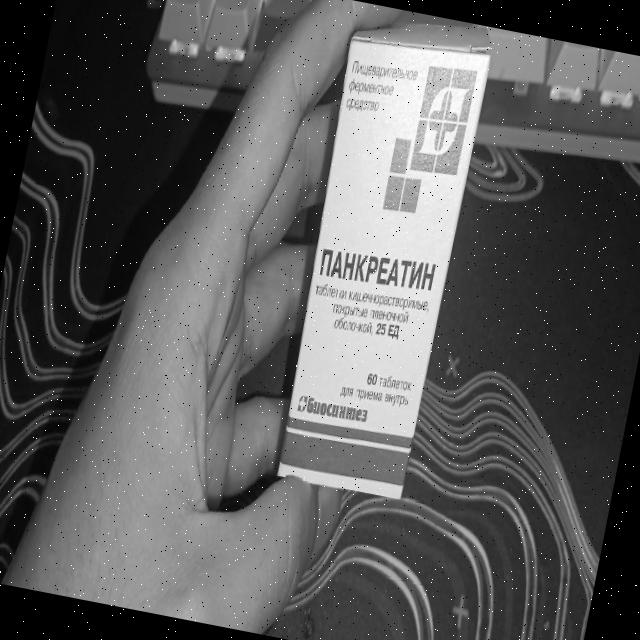 Пищеварительное
ферментное
средство
ПАНКРЕАТИН
таблетки кишечнорастворимые,
покрытые пленочной
оболочкой, 25 ЕД
60 таблеток
для приема внутрь
биосинтез